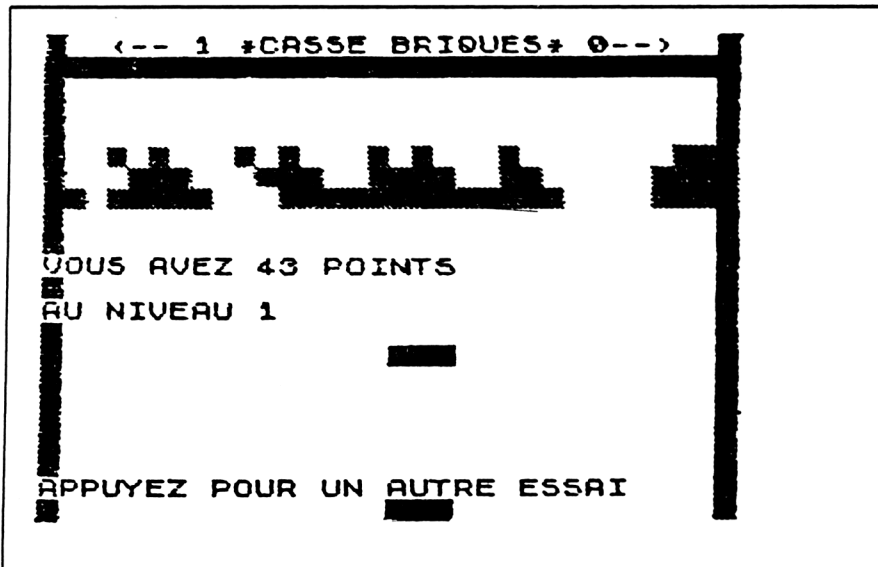 <-- 1 *CASSE BRIQUES* 0-->
VOUS AVEZ 43 POINTS
AU NIVEAU 1
APPUYEZ POUR UN AUTRE ESSAI